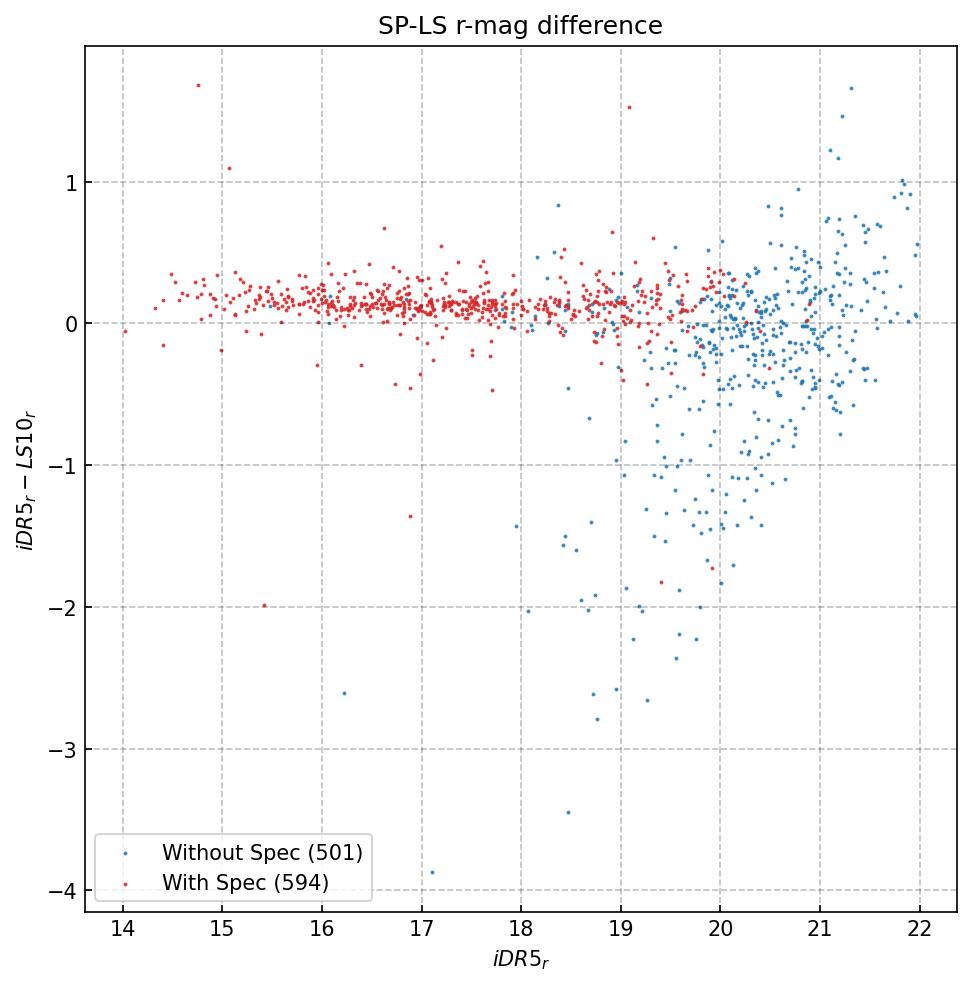 SP-LS r-mag difference
iDR5r − LS10r
1
0
−1
−2
−3
−4
Without Spec (501)
With Spec (594)
14 15 16 17 18 19 20 21 22
iDR5r